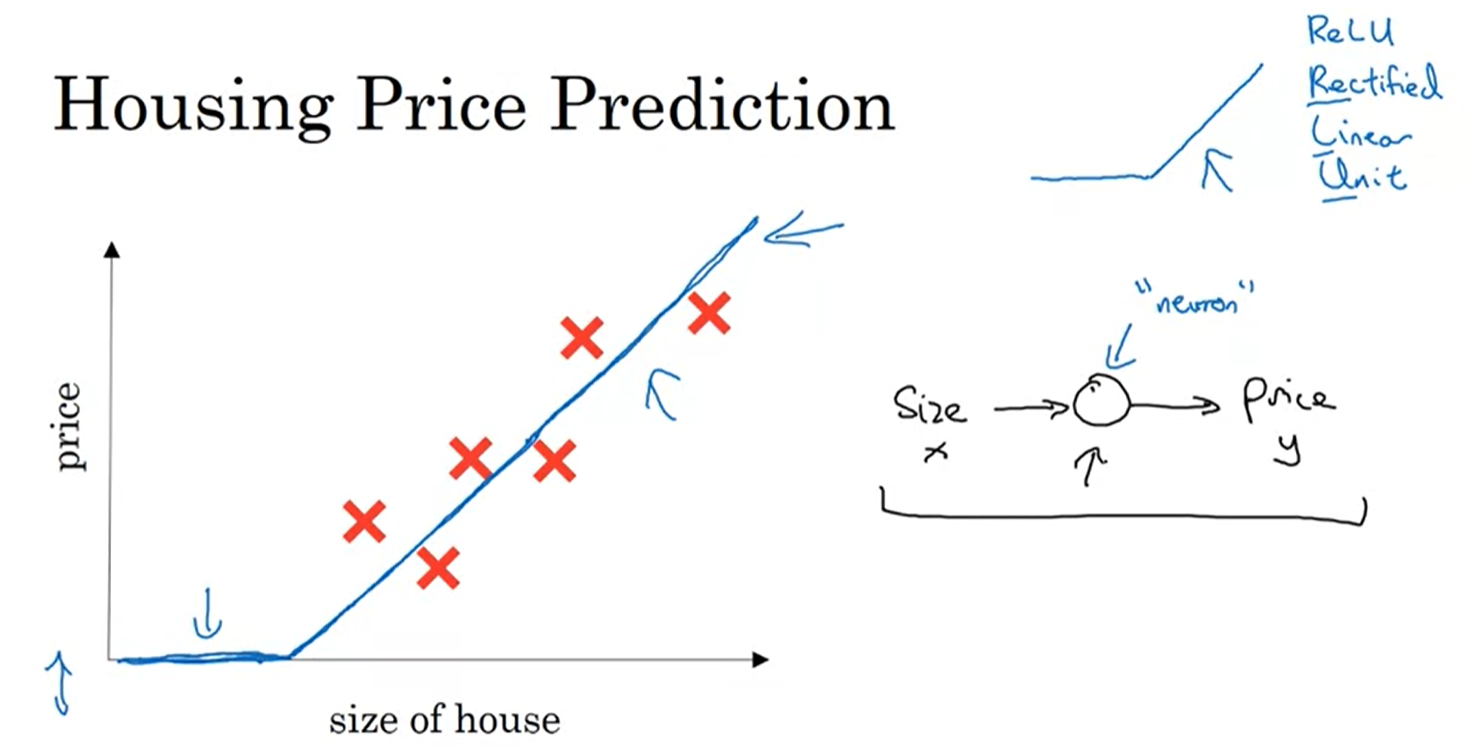 Housing Price Prediction
ReLU
Rectified
Linear
Unit
price
size of house
"neuron"
Size
Price
x
y